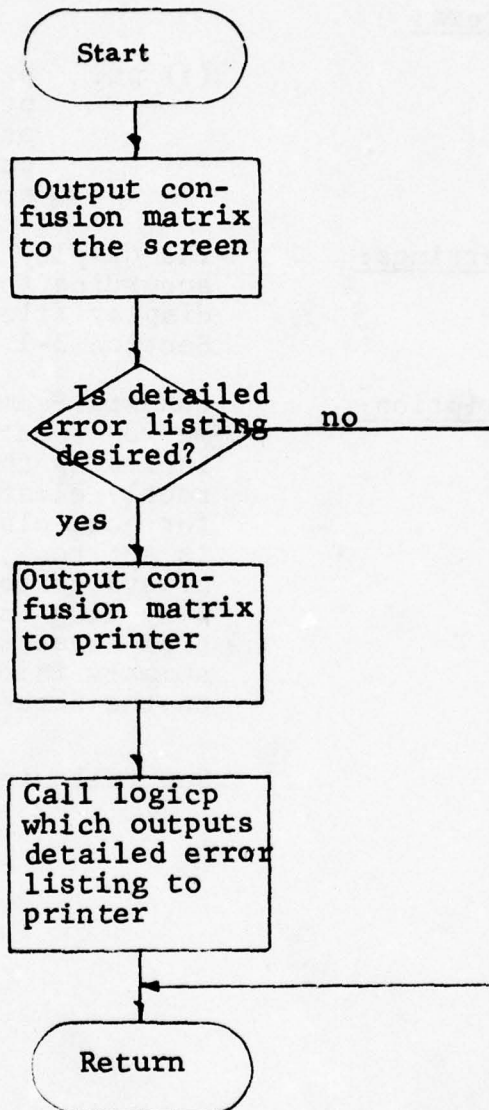 Start
Output con-
fusion matrix
to the screen
Is detailed
error listing
desired?
no
yes
Output con-
fusion matrix
to printer
Call logicp
which outputs
detailed error
listing to
printer
Return